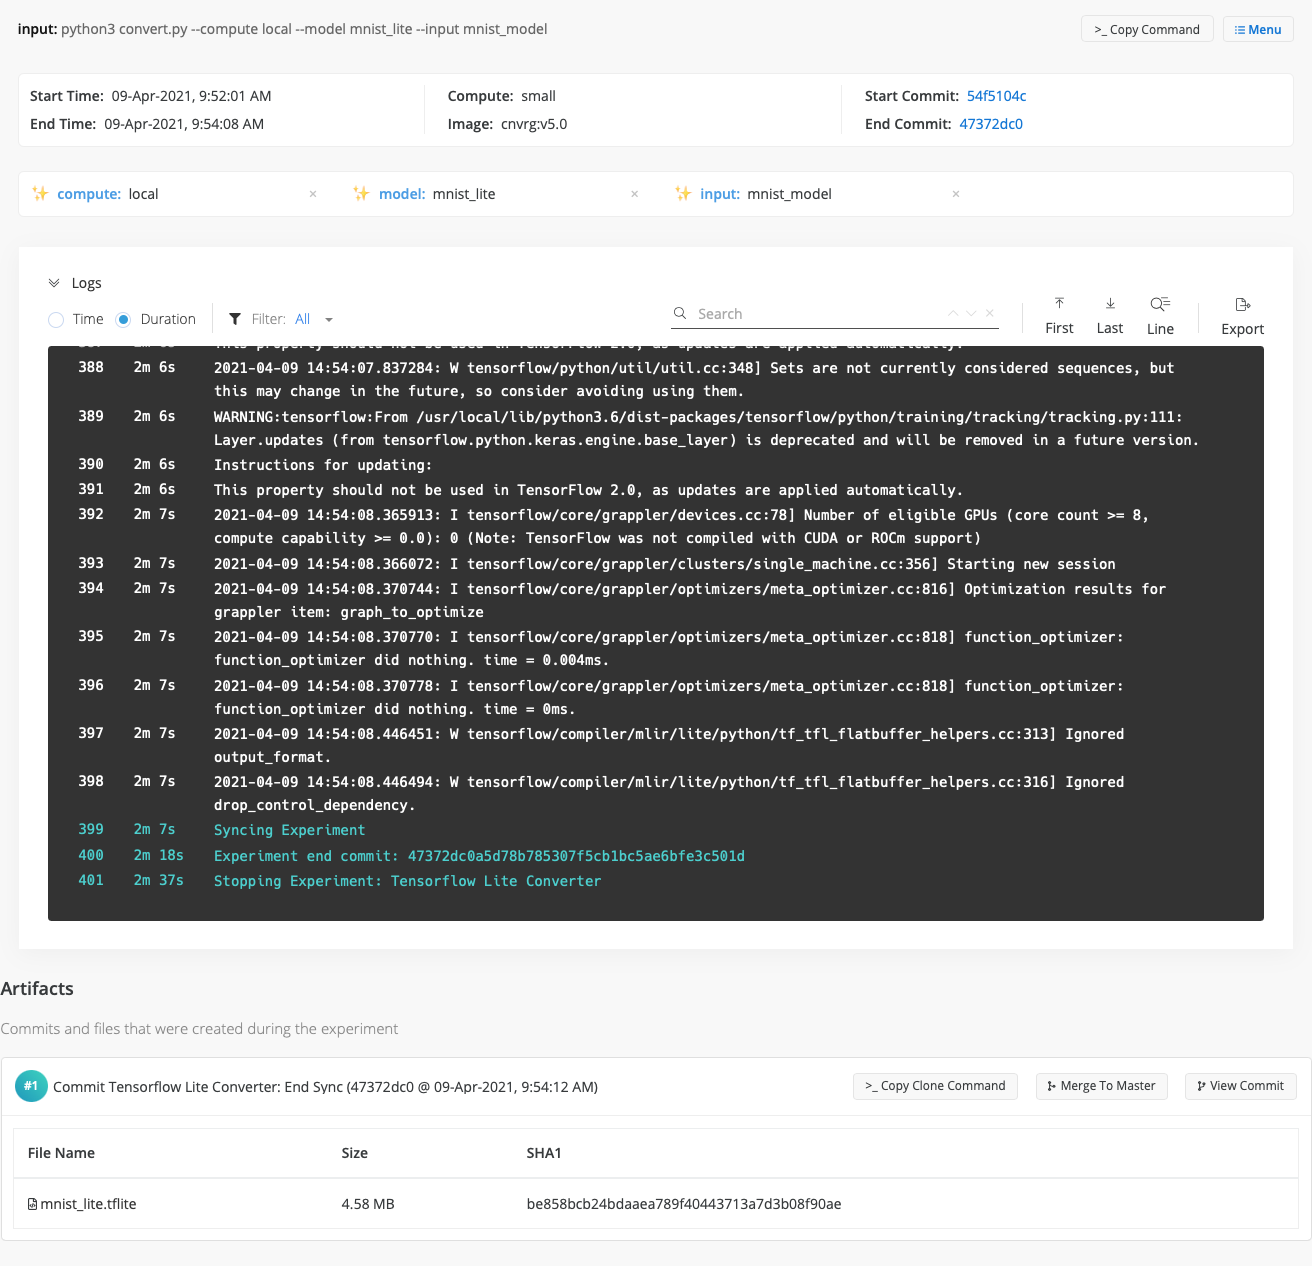 input: python3 convert.py --compute local --model mnist_lite --input mnist_model
>_ Copy Command
Menu
Start Time: 09-Apr-2021, 9:52:01 AM
Compute: small
Start Commit: 54f5104c
End Time: 09-Apr-2021, 9:54:08 AM
Image: cnvrg:v5.0
End Commit: 47372dc0
compute: local ×
model: mnist_lite ×
input: mnist_model ×
Logs
Time
Duration
Filter: All
Search
First
Last
Line
Export
This property should not be used in TensorFlow 2.0, as updates are applied automatically.
388 2m 6s 2021-04-09 14:54:07.837284: W tensorflow/python/util/util.cc:348] Sets are not currently considered sequences, but
this may change in the future, so consider avoiding using them.
389 2m 6s WARNING:tensorflow:From /usr/local/lib/python3.6/dist-packages/tensorflow/python/training/tracking/tracking.py:111:
Layer.updates (from tensorflow.python.keras.engine.base_layer) is deprecated and will be removed in a future version.
390 2m 6s Instructions for updating:
391 2m 6s This property should not be used in TensorFlow 2.0, as updates are applied automatically.
392 2m 7s 2021-04-09 14:54:08.365913: I tensorflow/core/grappler/devices.cc:78] Number of eligible GPUs (core count >= 8,
compute capability >= 0.0): 0 (Note: TensorFlow was not compiled with CUDA or ROCm support)
393 2m 7s 2021-04-09 14:54:08.366072: I tensorflow/core/grappler/clusters/single_machine.cc:356] Starting new session
394 2m 7s 2021-04-09 14:54:08.370744: I tensorflow/core/grappler/optimizers/meta_optimizer.cc:816] Optimization results for
grappler item: graph_to_optimize
395 2m 7s 2021-04-09 14:54:08.370770: I tensorflow/core/grappler/optimizers/meta_optimizer.cc:818] function_optimizer:
function_optimizer did nothing. time = 0.004ms.
396 2m 7s 2021-04-09 14:54:08.370778: I tensorflow/core/grappler/optimizers/meta_optimizer.cc:818] function_optimizer:
function_optimizer did nothing. time = 0ms.
397 2m 7s 2021-04-09 14:54:08.446451: W tensorflow/compiler/mlir/lite/python/tf_tfl_flatbuffer_helpers.cc:313] Ignored
output_format.
398 2m 7s 2021-04-09 14:54:08.446494: W tensorflow/compiler/mlir/lite/python/tf_tfl_flatbuffer_helpers.cc:316] Ignored
drop_control_dependency.
399 2m 7s Syncing Experiment
400 2m 18s Experiment end commit: 47372dc0a5d78b785307f5cb1bc5ae6bfe3c501d
401 2m 37s Stopping Experiment: Tensorflow Lite Converter
Artifacts
Commits and files that were created during the experiment
#1 Commit Tensorflow Lite Converter: End Sync (47372dc0 @ 09-Apr-2021, 9:54:12 AM)
>_ Copy Clone Command
Merge To Master
View Commit
File Name Size SHA1
mnist_lite.tflite 4.58 MB be858bcb24bdaaea789f40443713a7d3b08f90ae